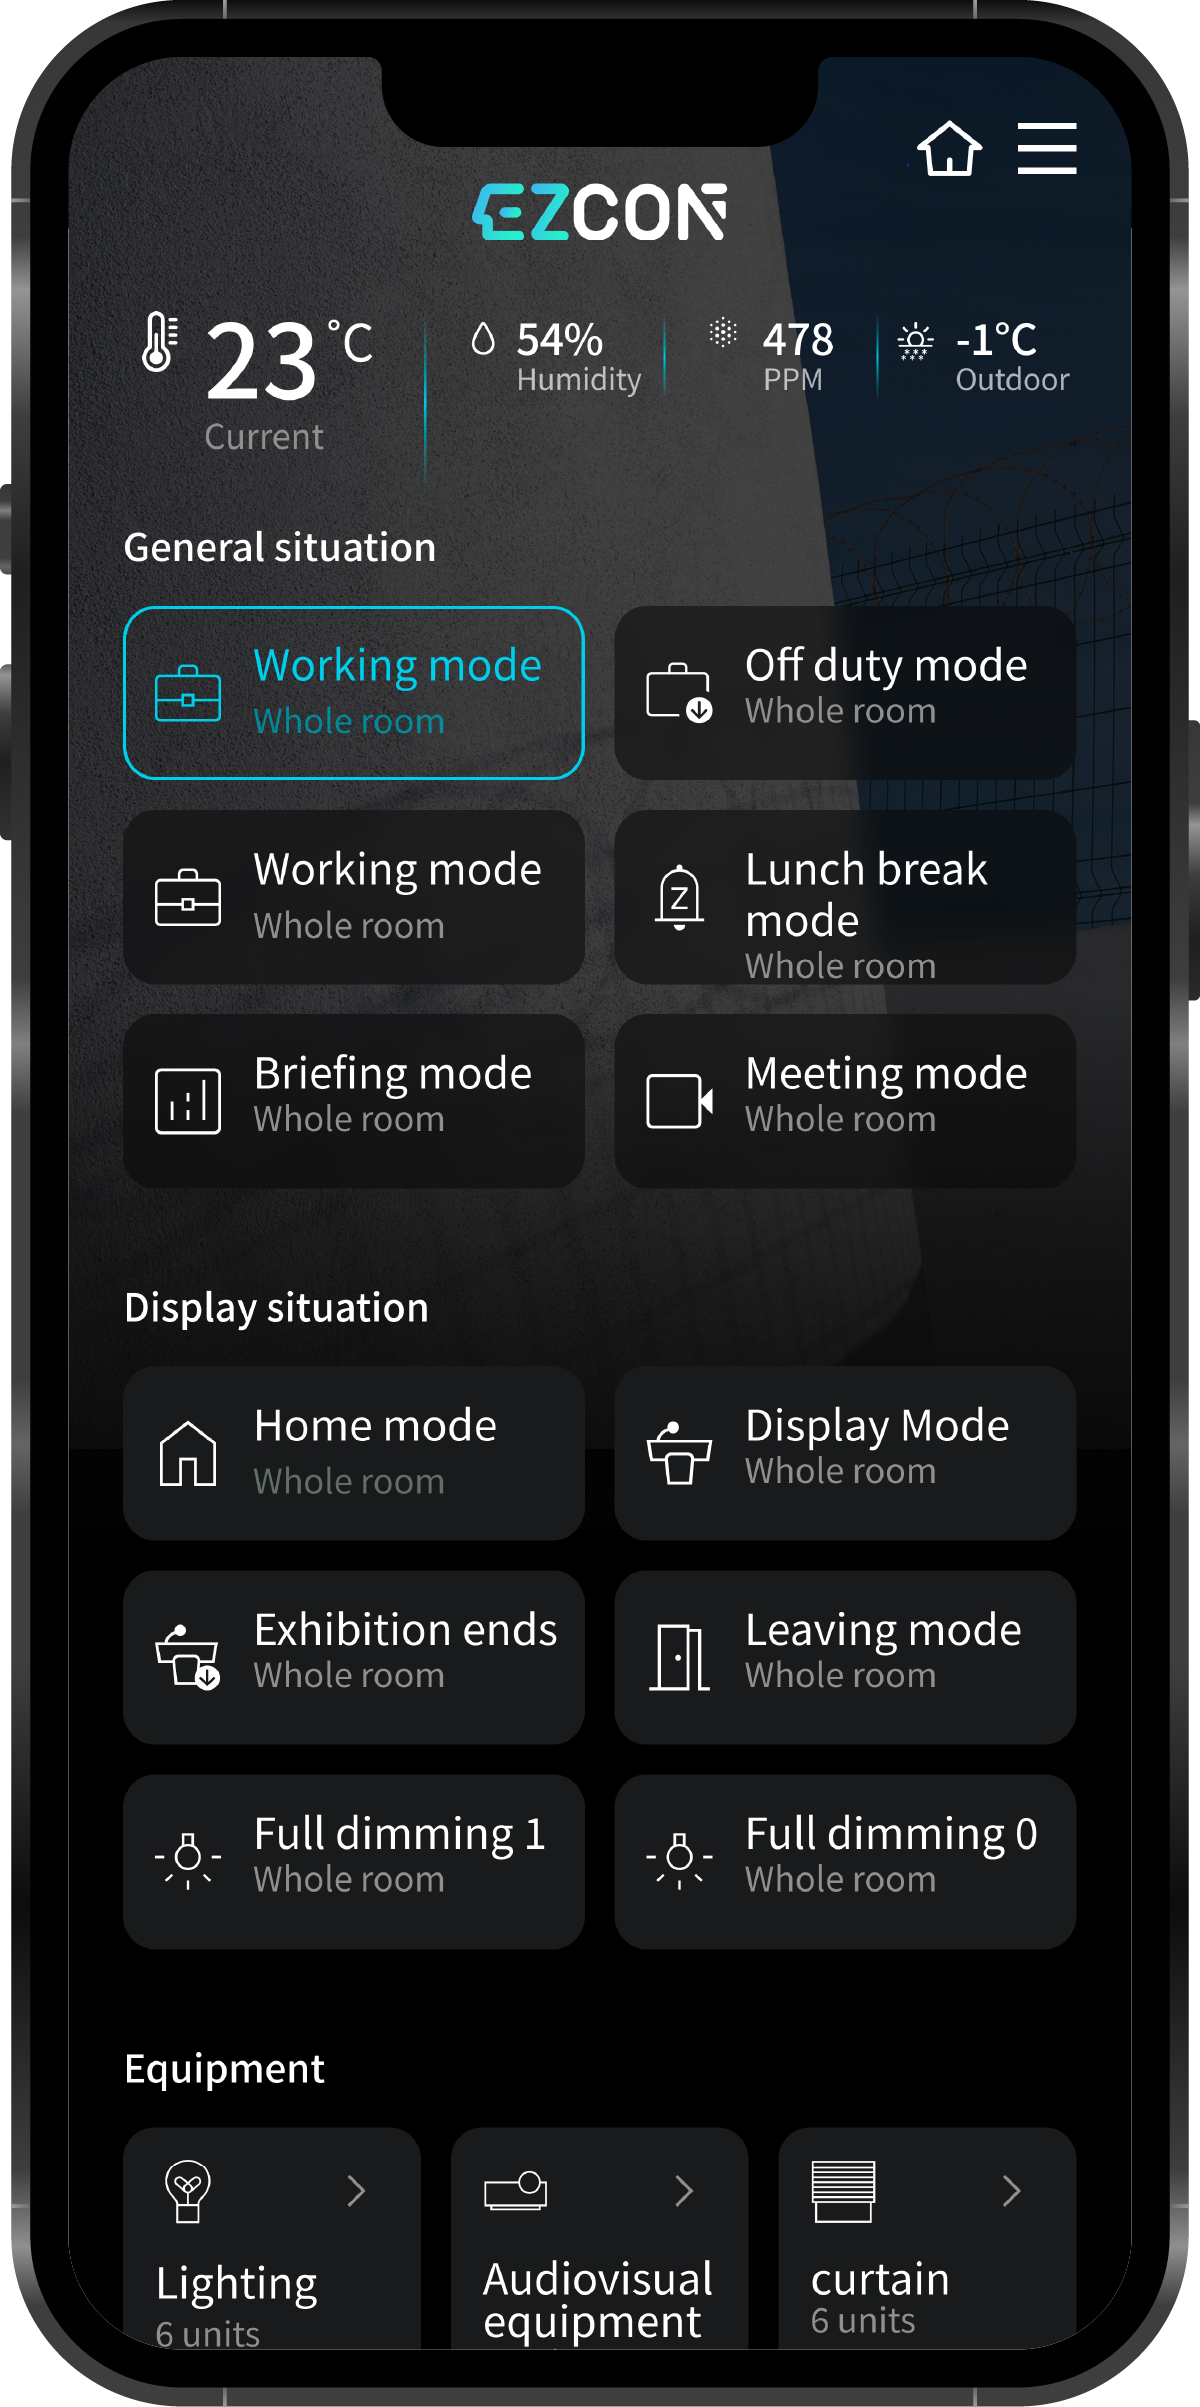 EZCON
23 °C
Current
54%
Humidity
478
PPM
-1°C
Outdoor
General situation
Working mode
Whole room
Off duty mode
Whole room
Working mode
Whole room
Z
Lunch break
mode
Whole room
Briefing mode
Whole room
Meeting mode
Whole room
Display situation
Home mode
Whole room
Display Mode
Whole room
Exhibition ends
Whole room
Leaving mode
Whole room
Full dimming 1
Whole room
Full dimming 0
Whole room
Equipment
Lighting
6 units
Audiovisual
equipment
curtain
6 units